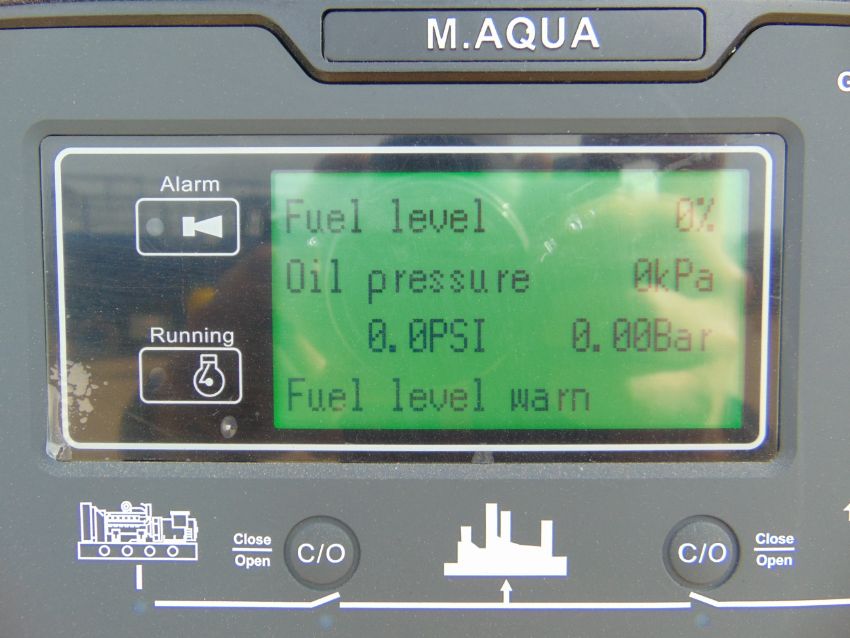 M.AQUA
G
Alarm
Running
Fuel level 0%
Oil pressure 0kPa
0.0PSI 0.00Bar
Fuel level warn
Close
Open
C/O
C/O
Close
Open